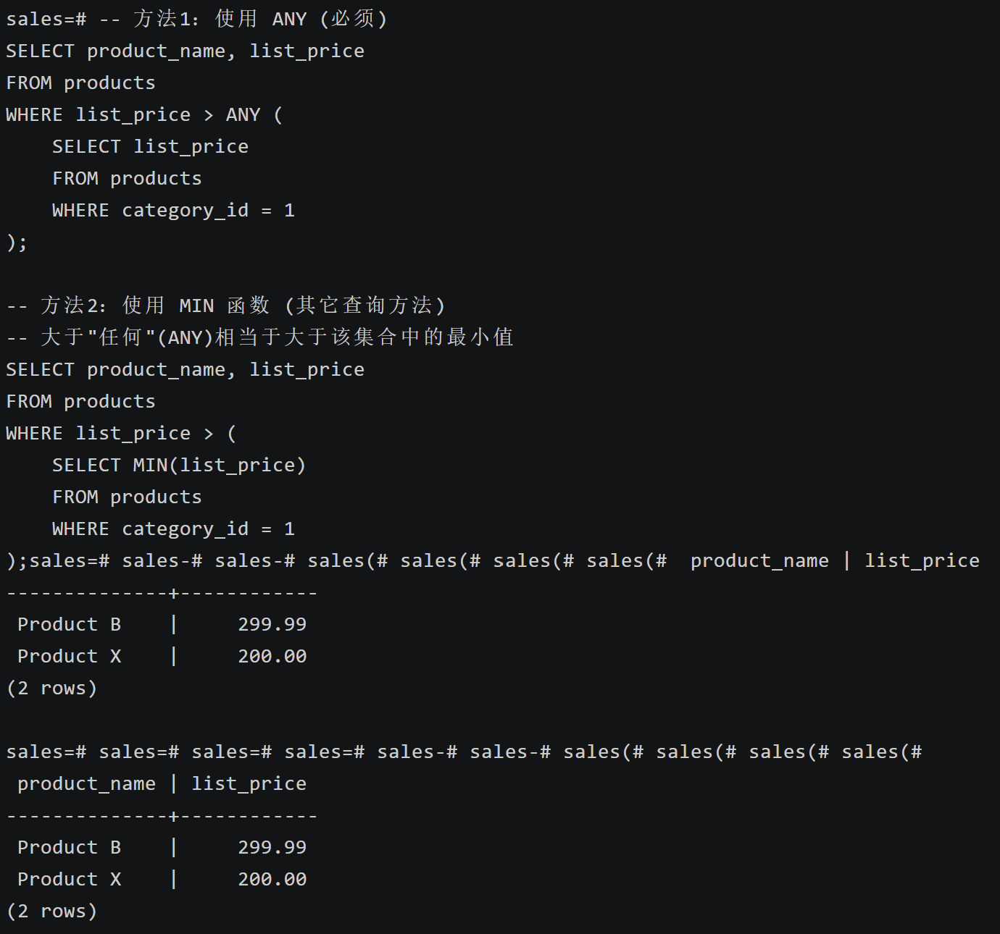 sales=# -- 方法1：使用 ANY (必须)
SELECT product_name, list_price
FROM products
WHERE list_price > ANY (
    SELECT list_price
    FROM products
    WHERE category_id = 1
);

-- 方法2：使用 MIN 函数 (其它查询方法)
-- 大于"任何"(ANY)相当于大于该集合中的最小值
SELECT product_name, list_price
FROM products
WHERE list_price > (
    SELECT MIN(list_price)
    FROM products
    WHERE category_id = 1
);sales=# sales-# sales-# sales(# sales(# sales(# sales(#  product_name | list_price
--------------+------------
 Product B    |     299.99
 Product X    |     200.00
(2 rows)

sales=# sales=# sales=# sales=# sales-# sales-# sales(# sales(# sales(# sales(#
 product_name | list_price
--------------+------------
 Product B    |     299.99
 Product X    |     200.00
(2 rows)